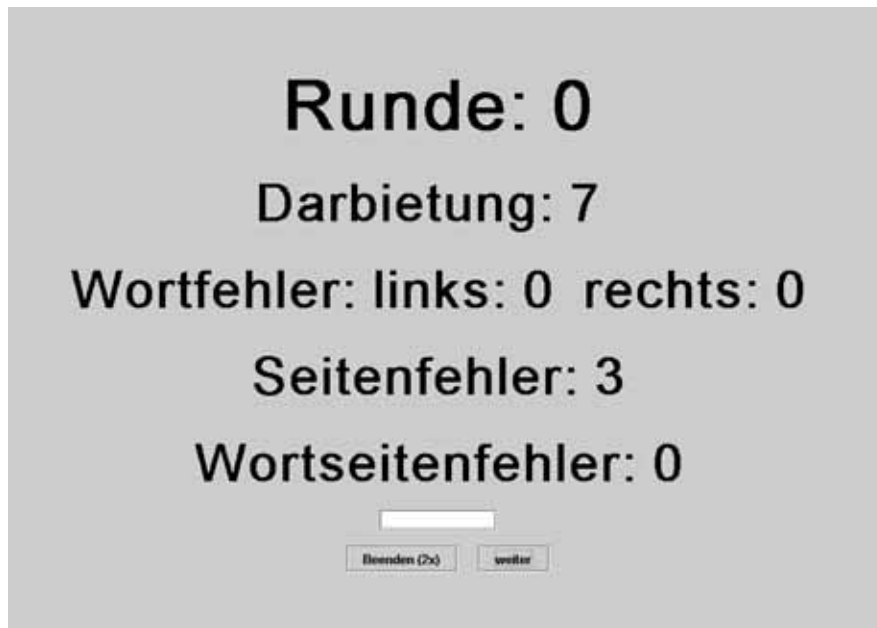 Runde: 0
Darbietung: 7
Wortfehler: links: 0 rechts: 0
Seitenfehler: 3
Wortseitenfehler: 0
Beenden (2x) weiter